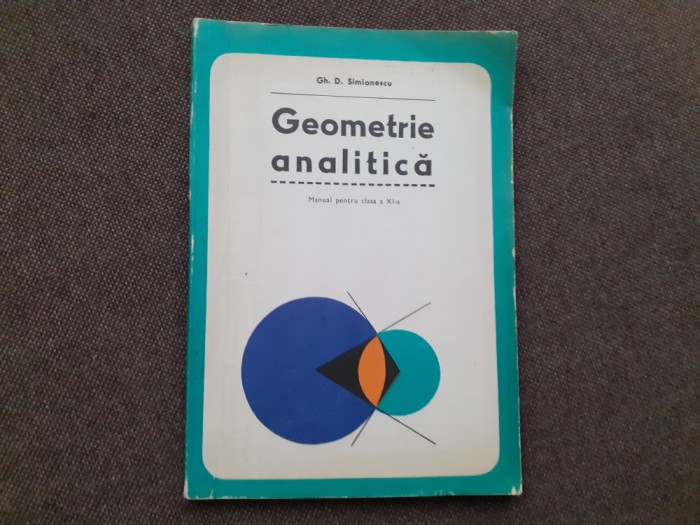 Gh. D. Simionescu
Geometrie
analitică
Manual pentru clasa a XI-a